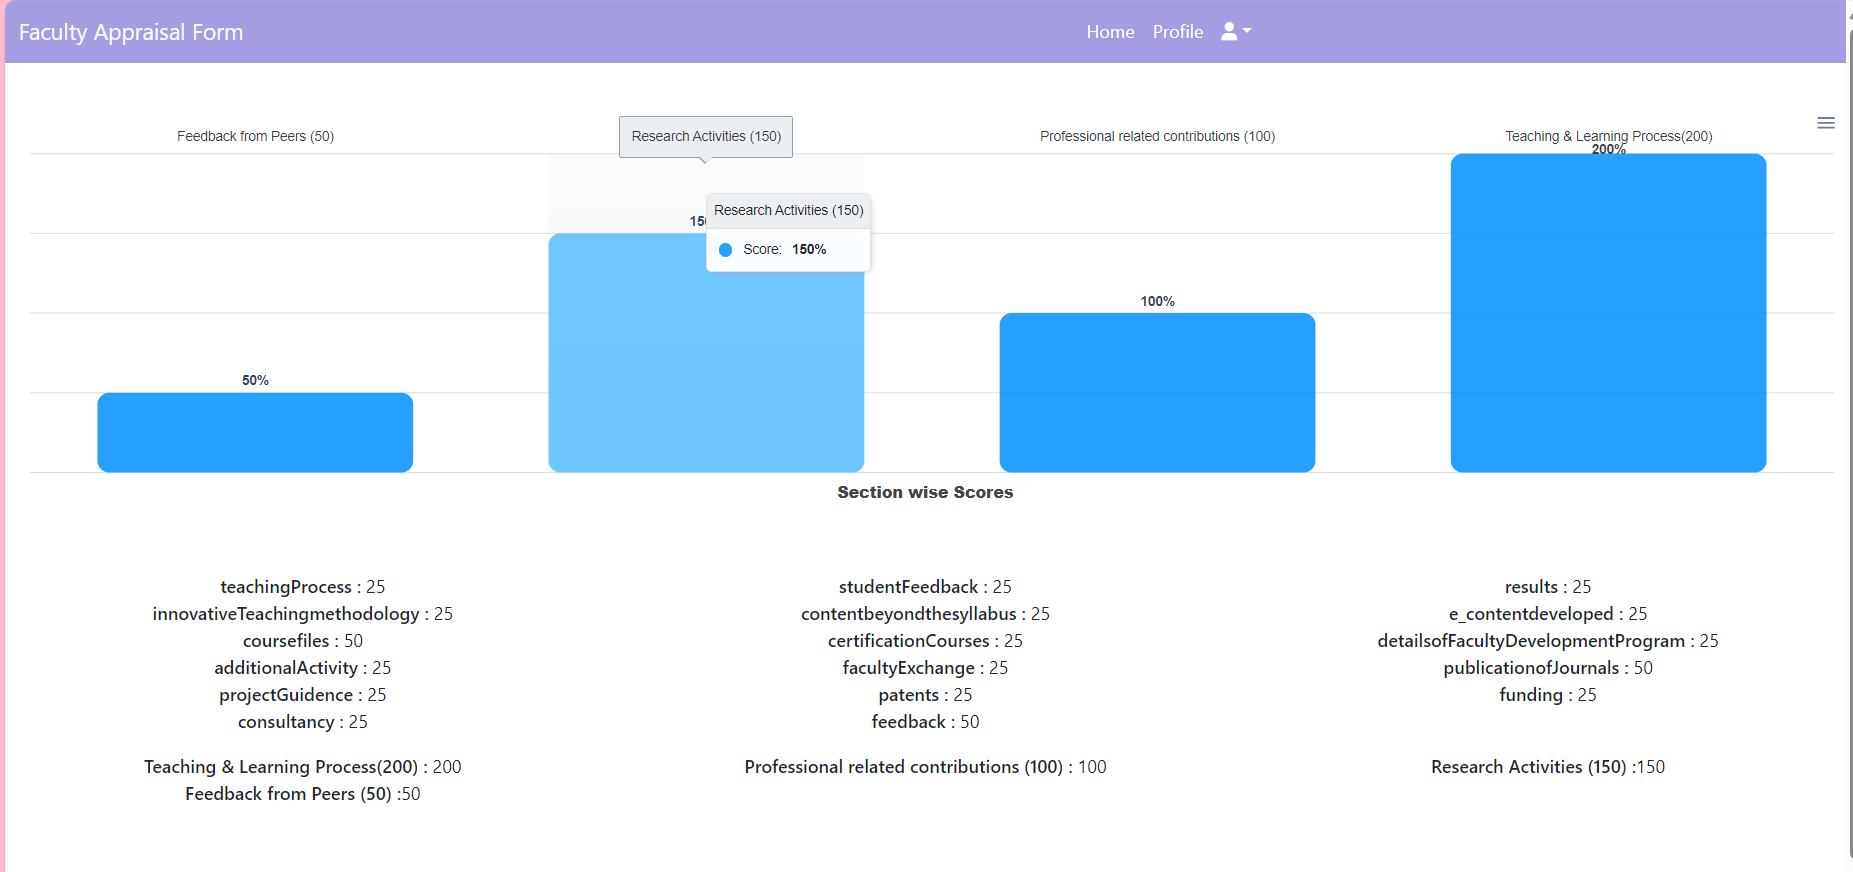 Faculty Appraisal Form
Home Profile
Feedback from Peers (50)
Research Activities (150)
Professional related contributions (100)
Teaching & Learning Process(200)
200%
Research Activities (150)
Score: 150%
100%
50%
Section wise Scores
teachingProcess : 25
studentFeedback : 25
results : 25
innovativeTeachingmethodology : 25
contentbeyondthesyllabus : 25
e_contentdeveloped : 25
coursefiles : 50
certificationCourses : 25
detailsofFacultyDevelopmentProgram : 25
additionalActivity : 25
facultyExchange : 25
publicationofJournals : 50
projectGuidence : 25
patents : 25
funding : 25
consultancy : 25
feedback : 50
Teaching & Learning Process(200) : 200
Professional related contributions (100) : 100
Research Activities (150) :150
Feedback from Peers (50) :50